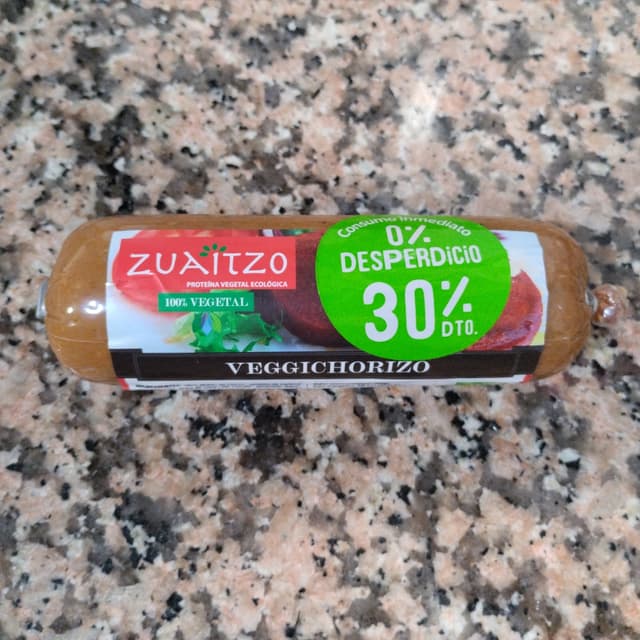 ZUAITZO
PROTEÍNA VEGETAL ECOLÓGICA
100% VEGETAL
Consumo inmediato
0%
DESPERDiCiO
30%
DTO.
VEGGICHORIZO